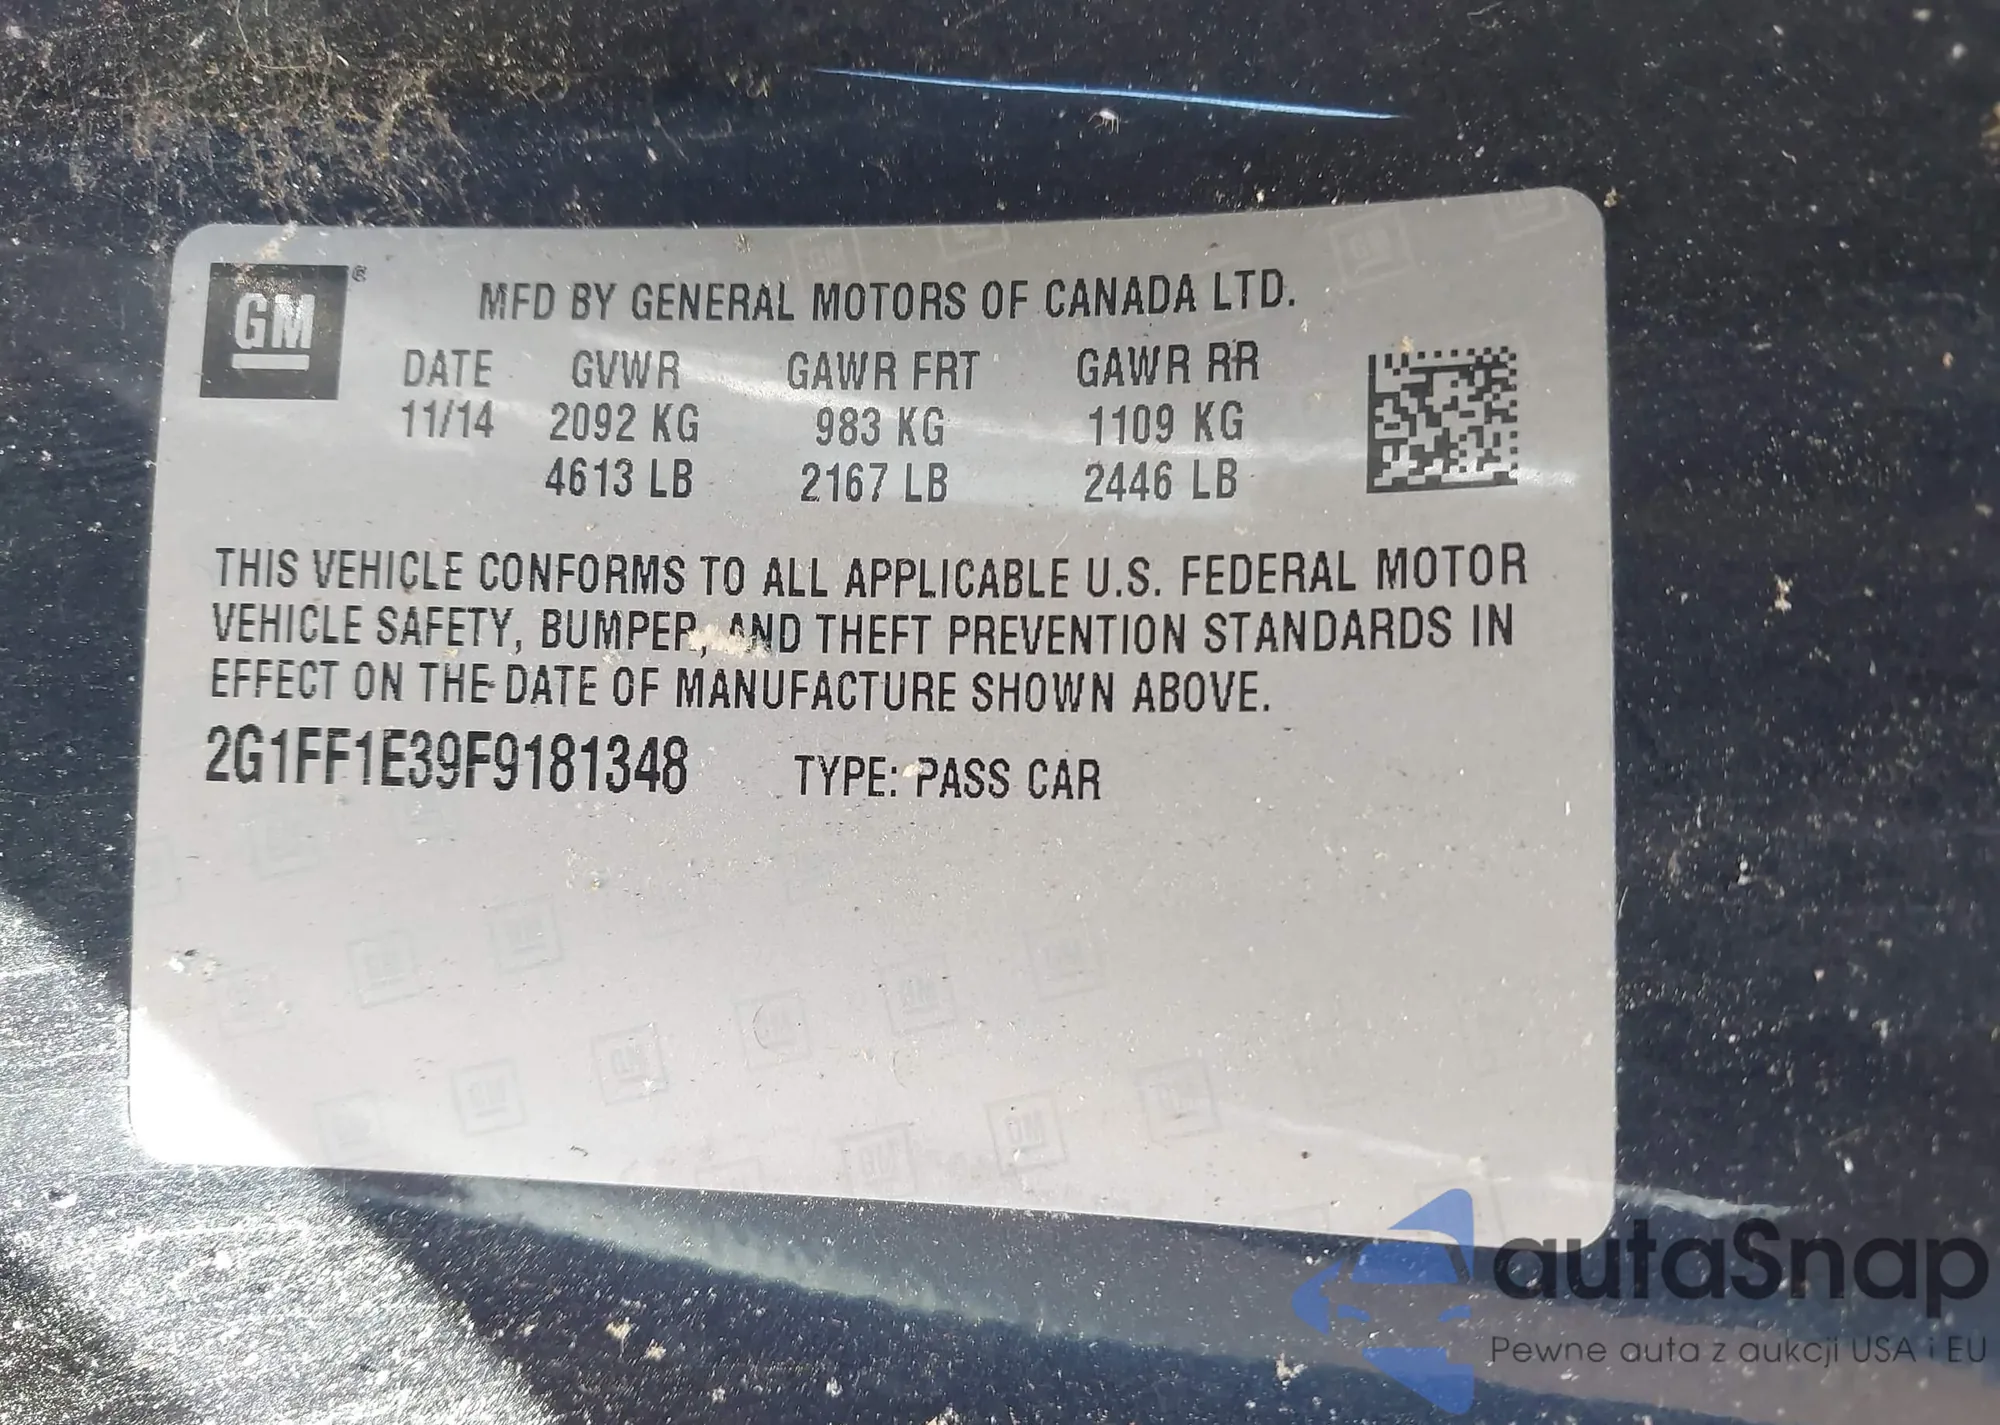 GM ®
MFD BY GENERAL MOTORS OF CANADA LTD.
DATE GVWR GAWR FRT GAWR RR
11/14 2092 KG 983 KG 1109 KG
4613 LB 2167 LB 2446 LB
THIS VEHICLE CONFORMS TO ALL APPLICABLE U.S. FEDERAL MOTOR
VEHICLE SAFETY, BUMPER, AND THEFT PREVENTION STANDARDS IN
EFFECT ON THE DATE OF MANUFACTURE SHOWN ABOVE.
2G1FF1E39F9181348 TYPE: PASS CAR
autaSnap
Pewne auta z aukcji USA i EU